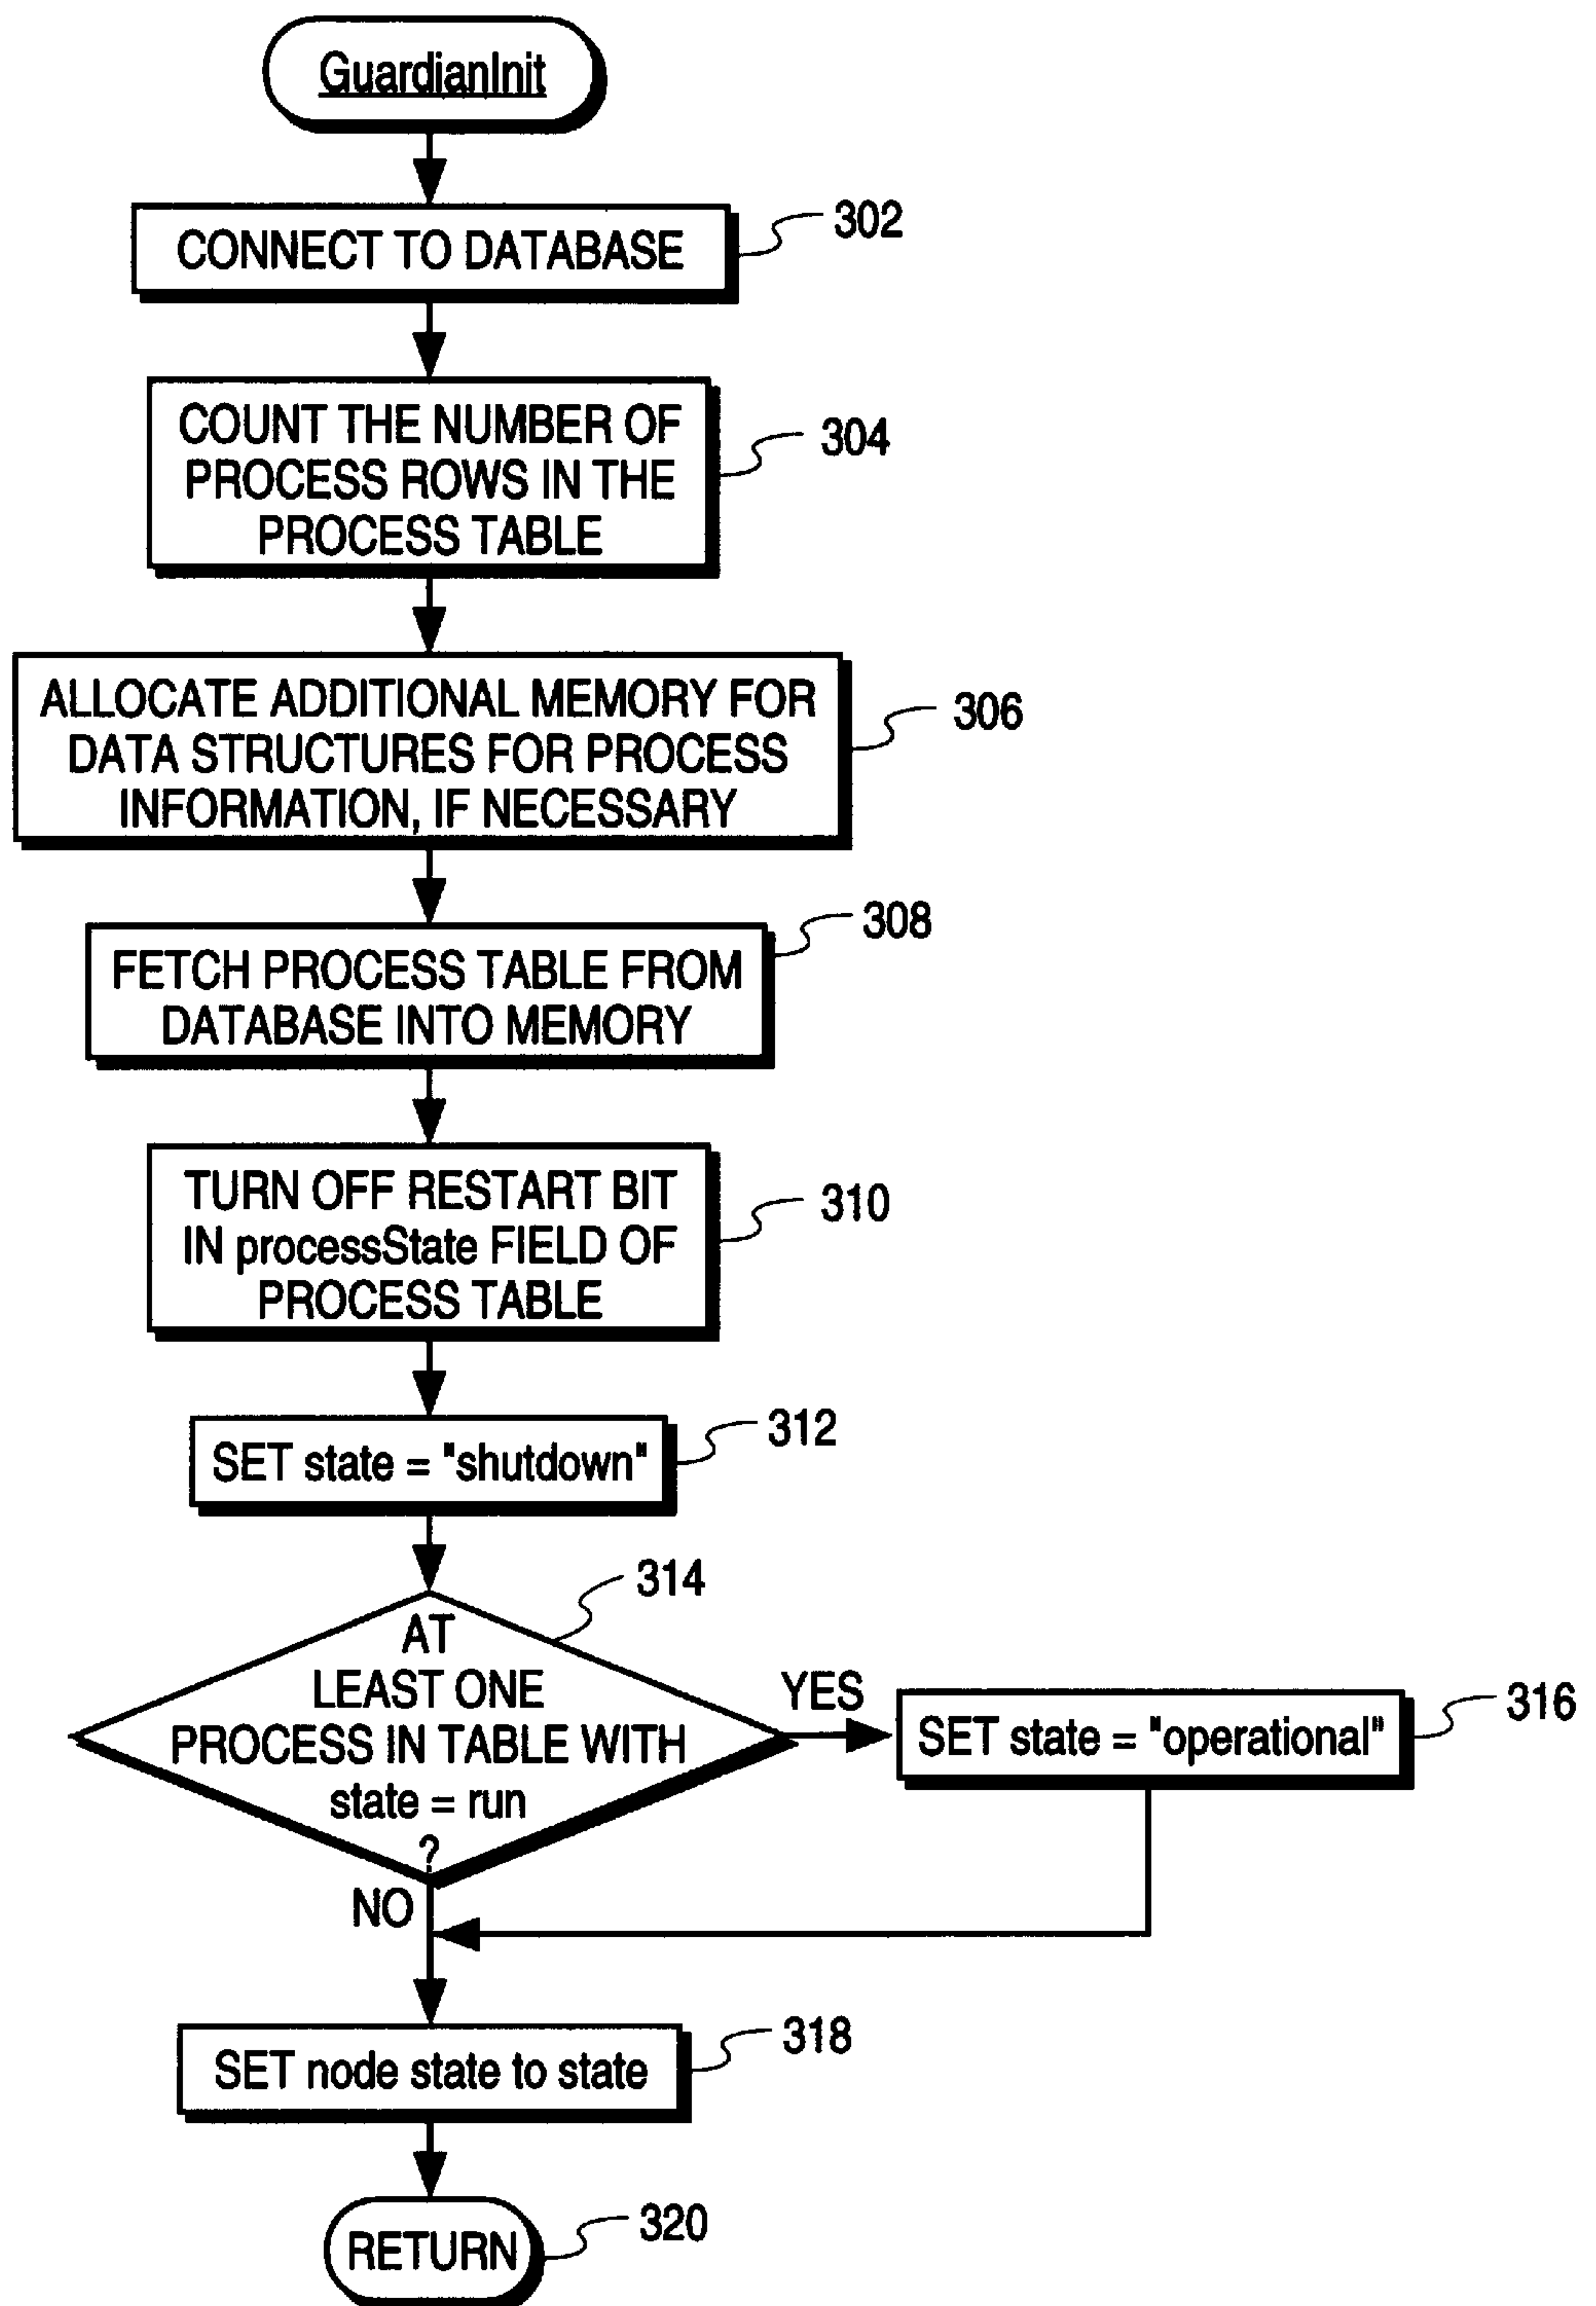 GuardianInit
CONNECT TO DATABASE
302
COUNT THE NUMBER OF
PROCESS ROWS IN THE
PROCESS TABLE
304
ALLOCATE ADDITIONAL MEMORY FOR
DATA STRUCTURES FOR PROCESS
INFORMATION, IF NECESSARY
306
FETCH PROCESS TABLE FROM
DATABASE INTO MEMORY
308
TURN OFF RESTART BIT
IN processState FIELD OF
PROCESS TABLE
310
SET state = "shutdown"
312
AT
LEAST ONE
PROCESS IN TABLE WITH
state = run
?
314
YES
SET state = "operational"
316
NO
SET node state to state
318
RETURN
320